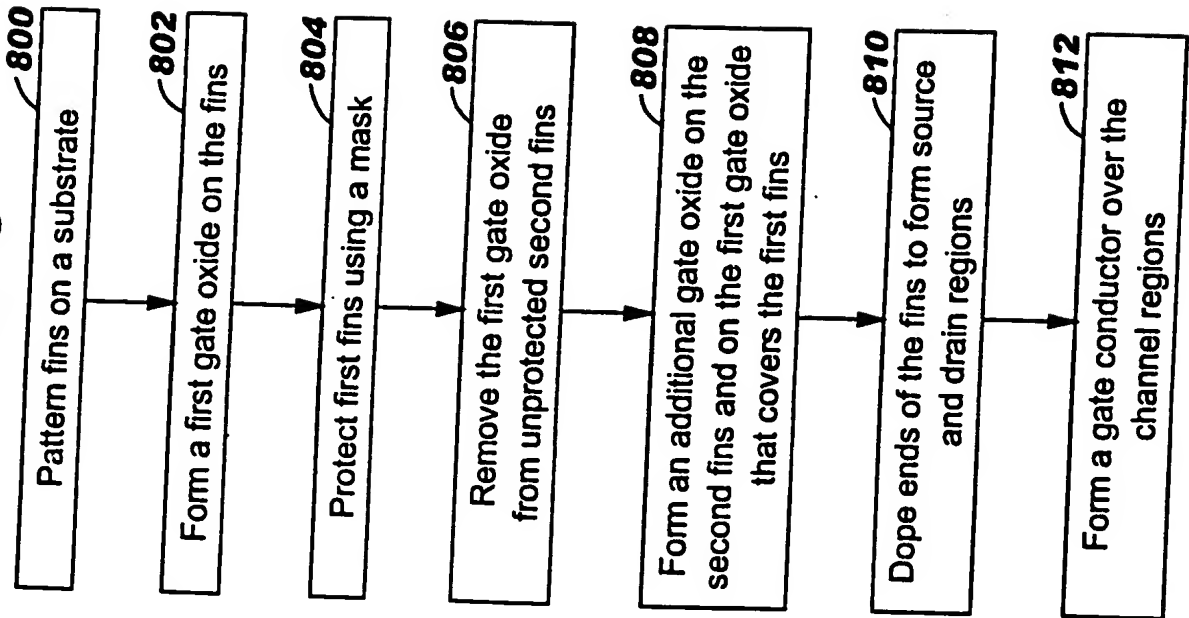 800
Pattern fins on a substrate
802
Form a first gate oxide on the fins
804
Protect first fins using a mask
806
Remove the first gate oxide
from unprotected second fins
808
Form an additional gate oxide on the
second fins and on the first gate oxide
that covers the first fins
810
Dope ends of the fins to form source
and drain regions
812
Form a gate conductor over the
channel regions